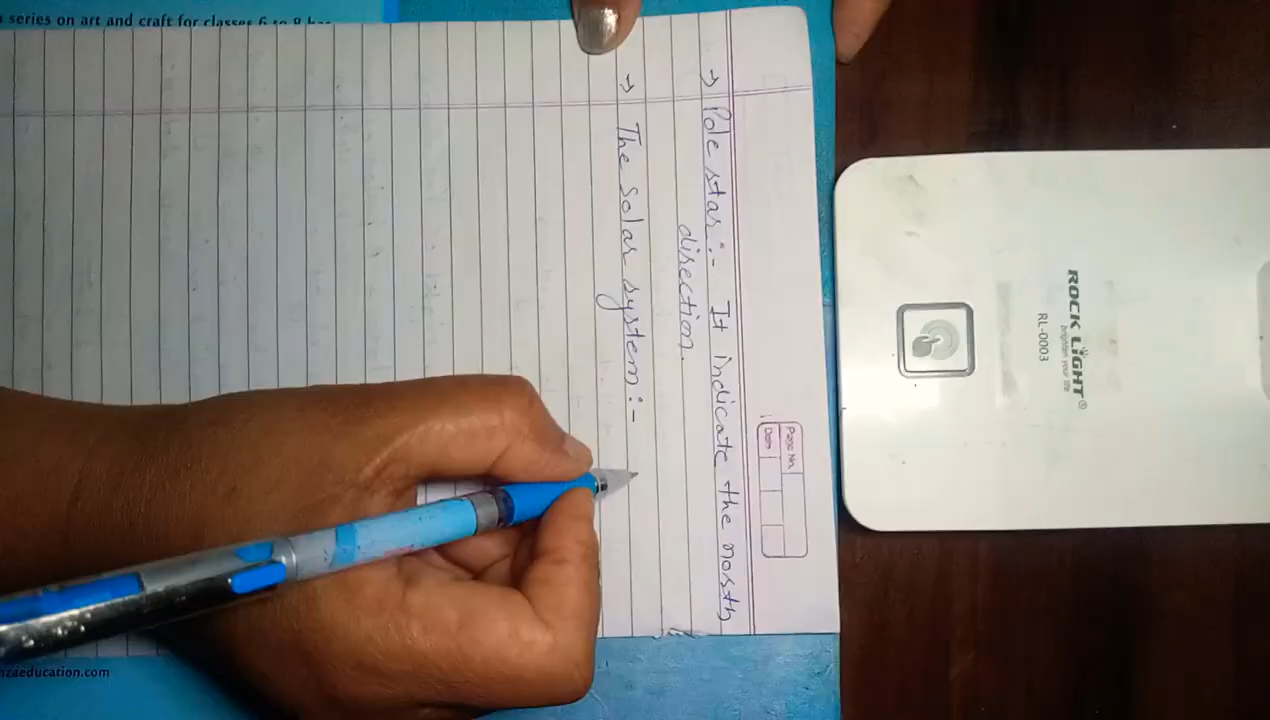 series on art and craft for classes 6 to 8
Page No.
Date
→ Pole star:- It indicate the north
direction.
→ The Solar system:-
ROCK LIGHT®
brighten your life
RL-0003
nzaeducation.com